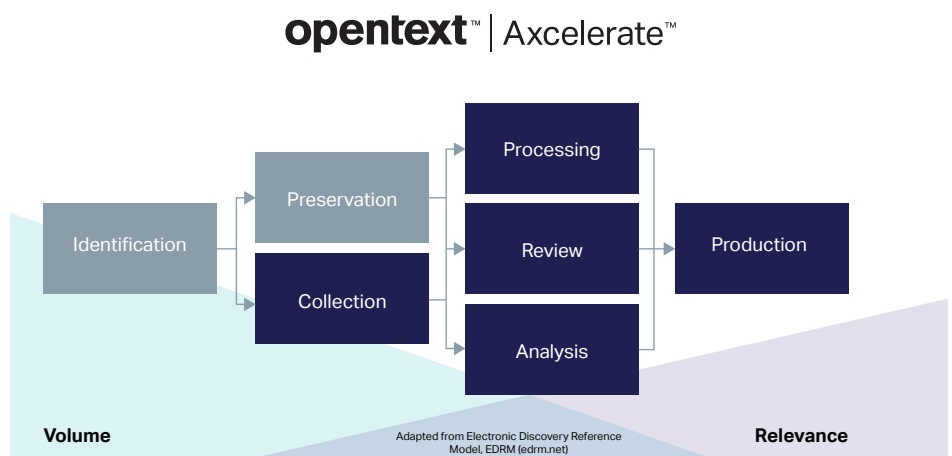 opentext™ | Axcelerate™
Processing
Preservation
Identification
Review
Production
Collection
Analysis
Volume
Adapted from Electronic Discovery Reference
Model, EDRM (edrm.net)
Relevance